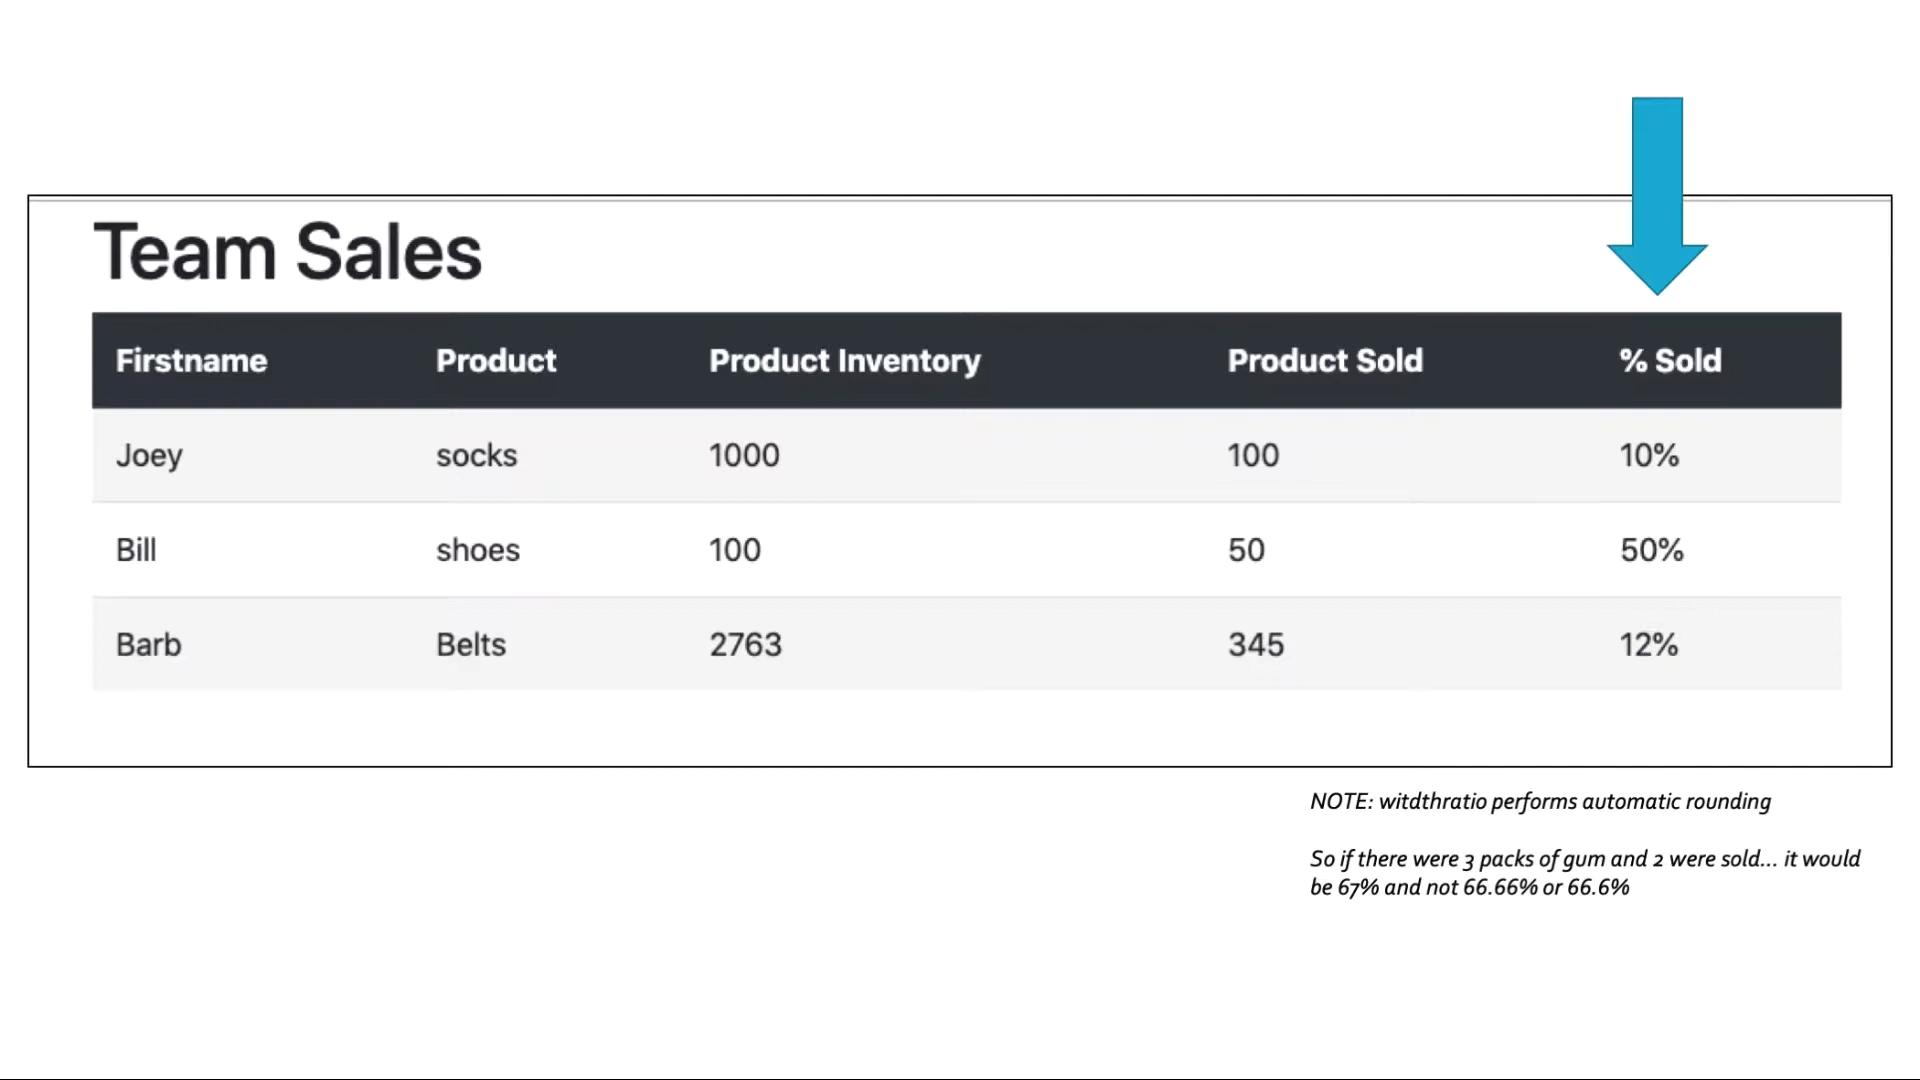 Team Sales
Firstname Product Product Inventory Product Sold % Sold
Joey socks 1000 100 10%
Bill shoes 100 50 50%
Barb Belts 2763 345 12%
NOTE: witdthratio performs automatic rounding
So if there were 3 packs of gum and 2 were sold... it would
be 67% and not 66.66% or 66.6%